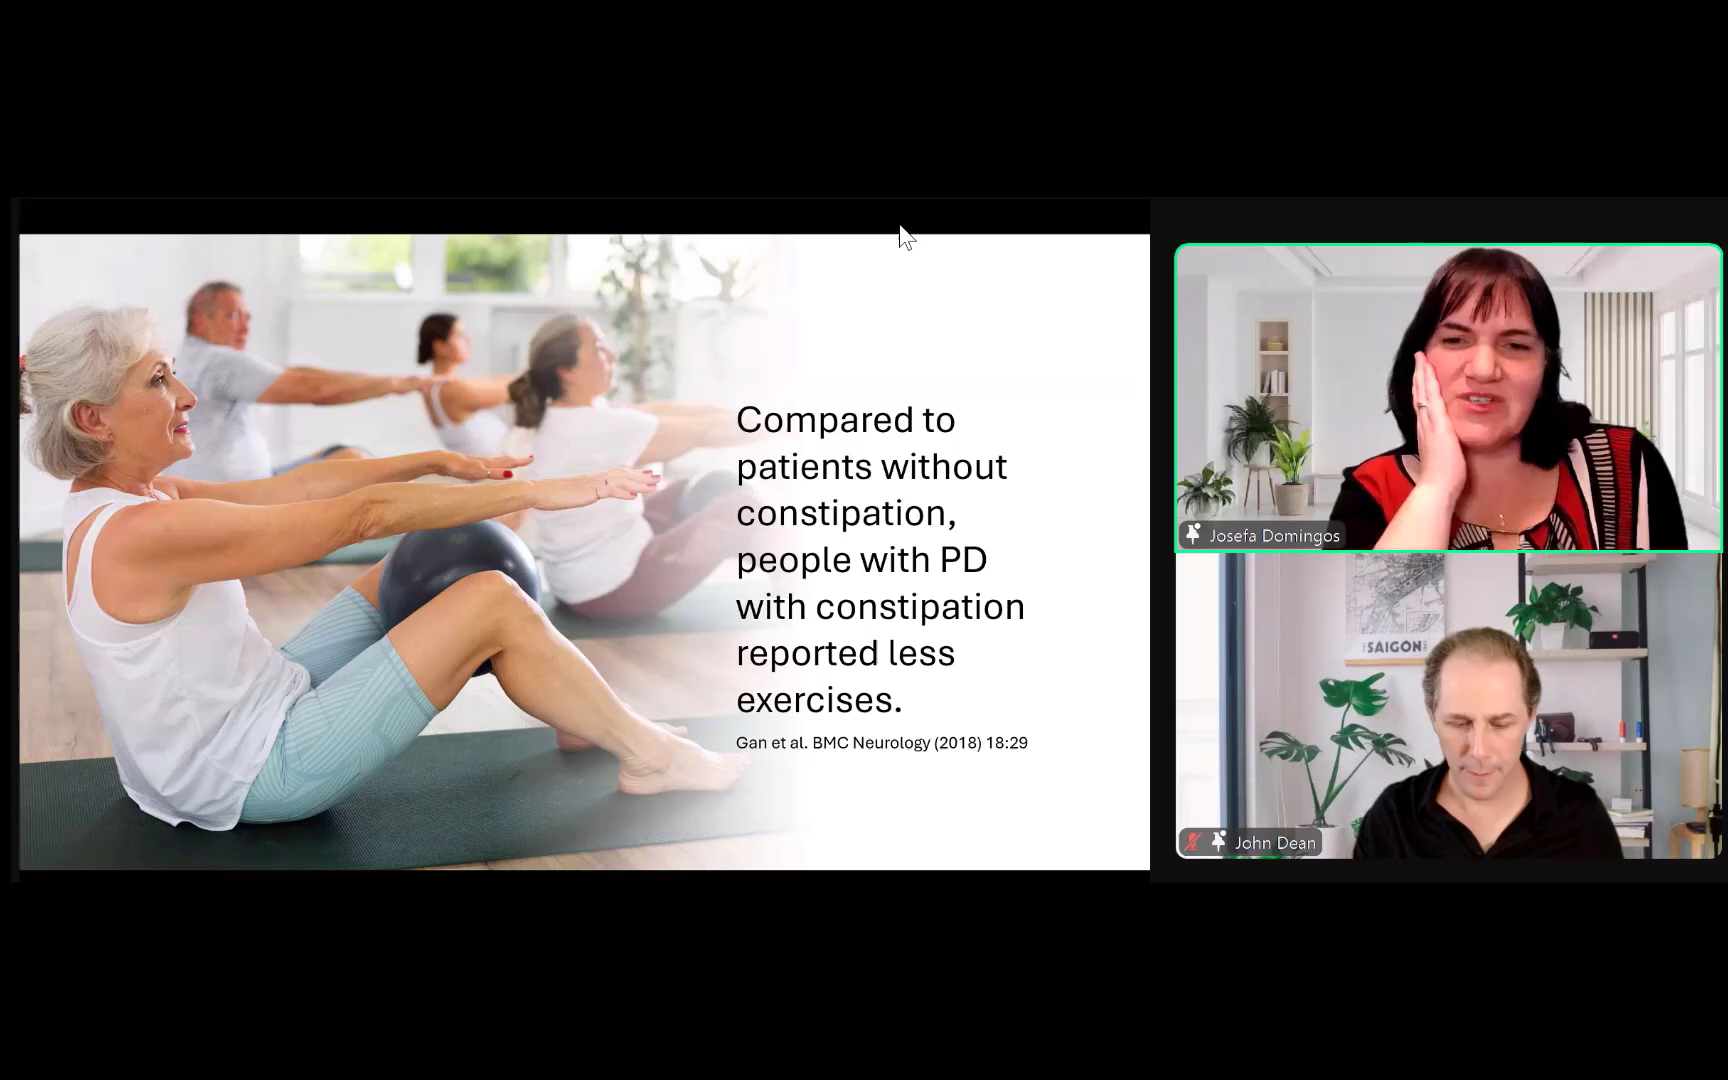 Compared to
patients without
constipation,
people with PD
with constipation
reported less
exercises.
Gan et al. BMC Neurology (2018) 18:29
Josefa Domingos
SAIGON
John Dean